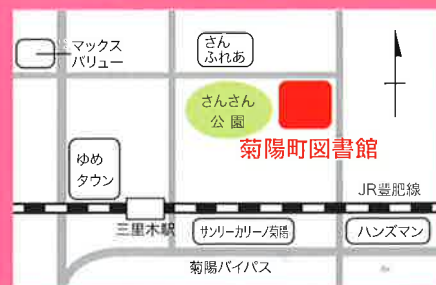 マックス
バリュー
さん
ふれあ
さんさん
公園
菊陽町図書館
ゆめ
タウン
JR豊肥線
三里木駅
サンリーカリーノ菊陽
ハンズマン
菊陽バイパス